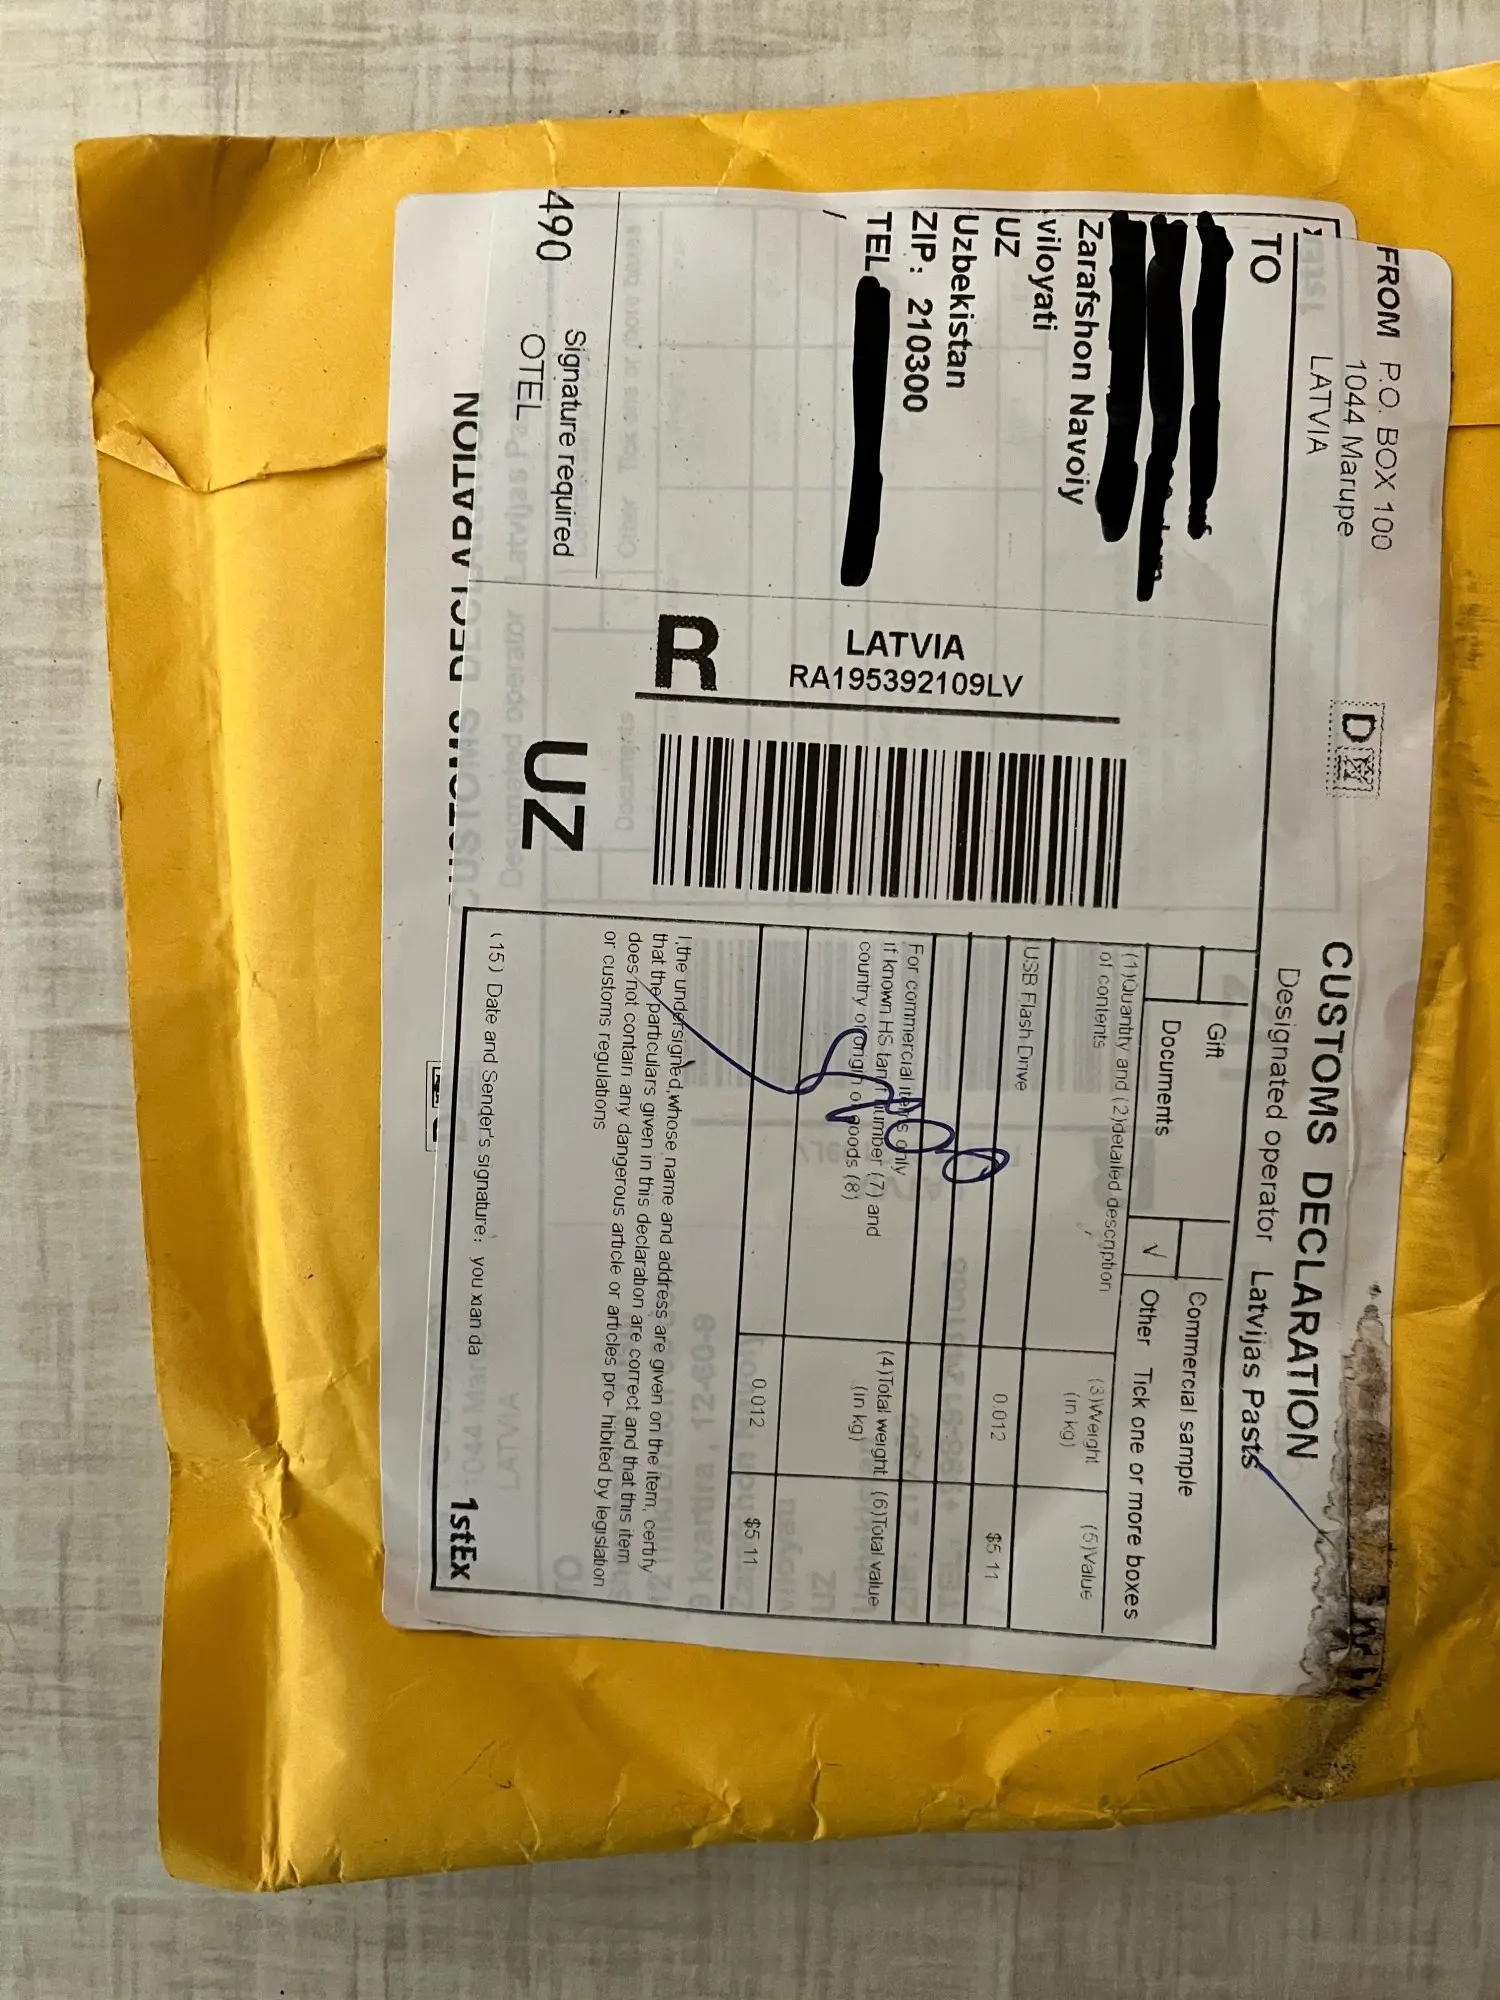 FROM P.O. BOX 100
1044 Marupe
LATVIA
D
CUSTOMS DECLARATION
Designated operator Latvijas Pasts
TO
Zarafshon Navoiy
viloyati
UZ
Uzbekistan
ZIP: 210300
TEL
/
Signature required
490 OTEL
LATVIA
RA195392109LV
R
UZ
Gift
Commercial sample
Documents
√ Other Tick one or more boxes
(1)Quantity and (2)detailed description
of contents
(3)Weight
(in kg)
(5)Value
USB Flash Drive
0.012
$5.11
For commercial items only
If known HS tariff number (7) and
country of origin of goods (8)
(4)Total weight
(in kg)
(6)Total value
0.012
$5.11
I,the undersigned,whose name and address are given on the item, certify
that the particulars given in this declaration are correct and that this item
does not contain any dangerous article or articles pro- hibited by legislation
or customs regulations
(15) Date and Sender's signature: you xian da
1stEx
CUSTOMS DECLARATION